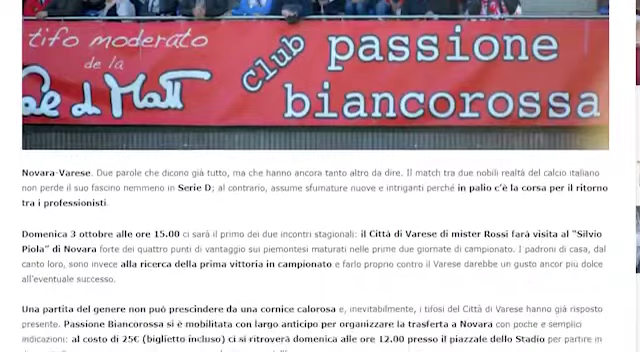 tifo moderato
de la
Club passione
biancorossa
Novara-Varese. Due parole che dicono già tutto, ma che hanno ancora tanto altro da dire. Il match tra due nobili realtà del calcio italiano
non perde il suo fascino nemmeno in Serie D; al contrario, assume sfumature nuove e intriganti perché in palio c'è la corsa per il ritorno
tra i professionisti.
Domenica 3 ottobre alle ore 15.00 ci sarà il primo dei due incontri stagionali: il Città di Varese di mister Rossi farà visita al "Silvio
Piola" di Novara forte dei quattro punti di vantaggio sui piemontesi maturati nelle prime due giornate di campionato. I padroni di casa, dal
canto loro, sono invece alla ricerca della prima vittoria in campionato e farlo proprio contro il Varese darebbe un gusto ancor più dolce
all'eventuale successo.
Una partita del genere non può prescindere da una cornice calorosa e, inevitabilmente, i tifosi del Città di Varese hanno già risposto
presente. Passione Biancorossa si è mobilitata con largo anticipo per organizzare la trasferta a Novara con poche e semplici
indicazioni: al costo di 25€ (biglietto incluso) ci si ritroverà domenica alle ore 12.00 presso il piazzale dello Stadio per partire in